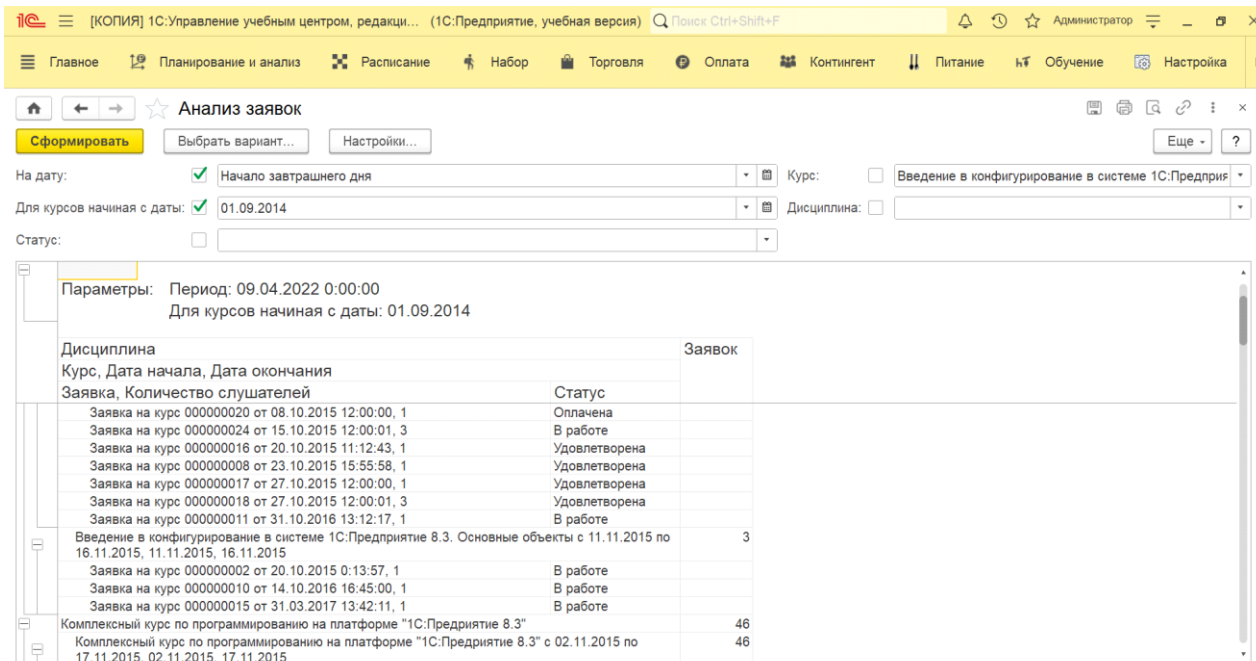 [КОПИЯ] 1С:Управление учебным центром, редакци... (1С:Предприятие, учебная версия) Поиск Ctrl+Shift+F Администратор
Главное Планирование и анализ Расписание Набор Торговля Оплата Контингент Питание Обучение Настройка
Анализ заявок
Сформировать Выбрать вариант... Настройки... Еще ?
На дату: Начало завтрашнего дня Курс: Введение в конфигурирование в системе 1С:Предприя
Для курсов начиная с даты: 01.09.2014 Дисциплина:
Статус:
Параметры: Период: 09.04.2022 0:00:00
Для курсов начиная с даты: 01.09.2014
Дисциплина Заявок
Курс, Дата начала, Дата окончания
Заявка, Количество слушателей Статус
Заявка на курс 000000020 от 08.10.2015 12:00:00, 1 Оплачена
Заявка на курс 000000024 от 15.10.2015 12:00:01, 3 В работе
Заявка на курс 000000016 от 20.10.2015 11:12:43, 1 Удовлетворена
Заявка на курс 000000008 от 23.10.2015 15:55:58, 1 Удовлетворена
Заявка на курс 000000017 от 27.10.2015 12:00:00, 1 Удовлетворена
Заявка на курс 000000018 от 27.10.2015 12:00:01, 3 Удовлетворена
Заявка на курс 000000011 от 31.10.2016 13:12:17, 1 В работе
Введение в конфигурирование в системе 1С:Предприятие 8.3. Основные объекты с 11.11.2015 по 3
16.11.2015, 11.11.2015, 16.11.2015
Заявка на курс 000000002 от 20.10.2015 0:13:57, 1 В работе
Заявка на курс 000000010 от 14.10.2016 16:45:00, 1 В работе
Заявка на курс 000000015 от 31.03.2017 13:42:11, 1 В работе
Комплексный курс по программированию на платформе "1С:Предриятие 8.3" 46
Комплексный курс по программированию на платформе "1С:Предриятие 8.3" с 02.11.2015 по 46
17.11.2015, 02.11.2015, 17.11.2015